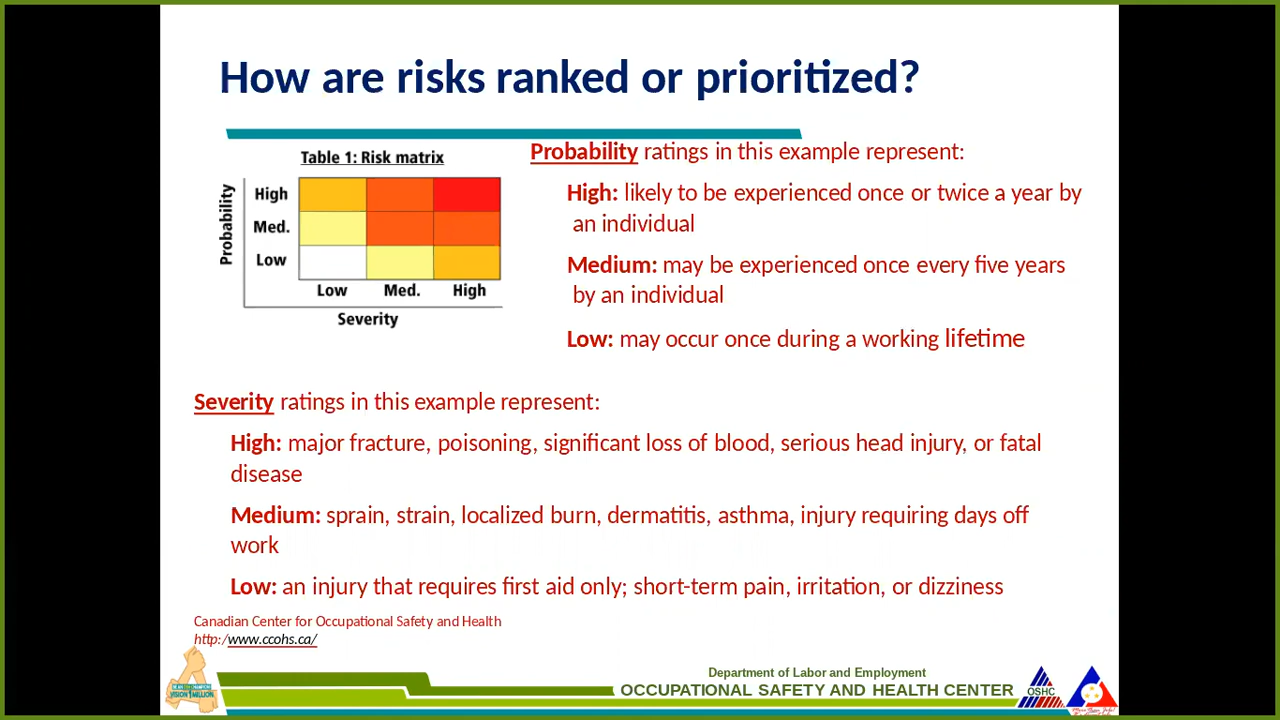 How are risks ranked or prioritized?
Table 1: Risk matrix
Probability
High
Med.
Low
Low Med. High
Severity
Probability ratings in this example represent:
High: likely to be experienced once or twice a year by
an individual
Medium: may be experienced once every five years
by an individual
Low: may occur once during a working lifetime
Severity ratings in this example represent:
High: major fracture, poisoning, significant loss of blood, serious head injury, or fatal
disease
Medium: sprain, strain, localized burn, dermatitis, asthma, injury requiring days off
work
Low: an injury that requires first aid only; short-term pain, irritation, or dizziness
Canadian Center for Occupational Safety and Health
http:/www.ccohs.ca/
VISION 1 MILLION
Department of Labor and Employment
OCCUPATIONAL SAFETY AND HEALTH CENTER
OSHC